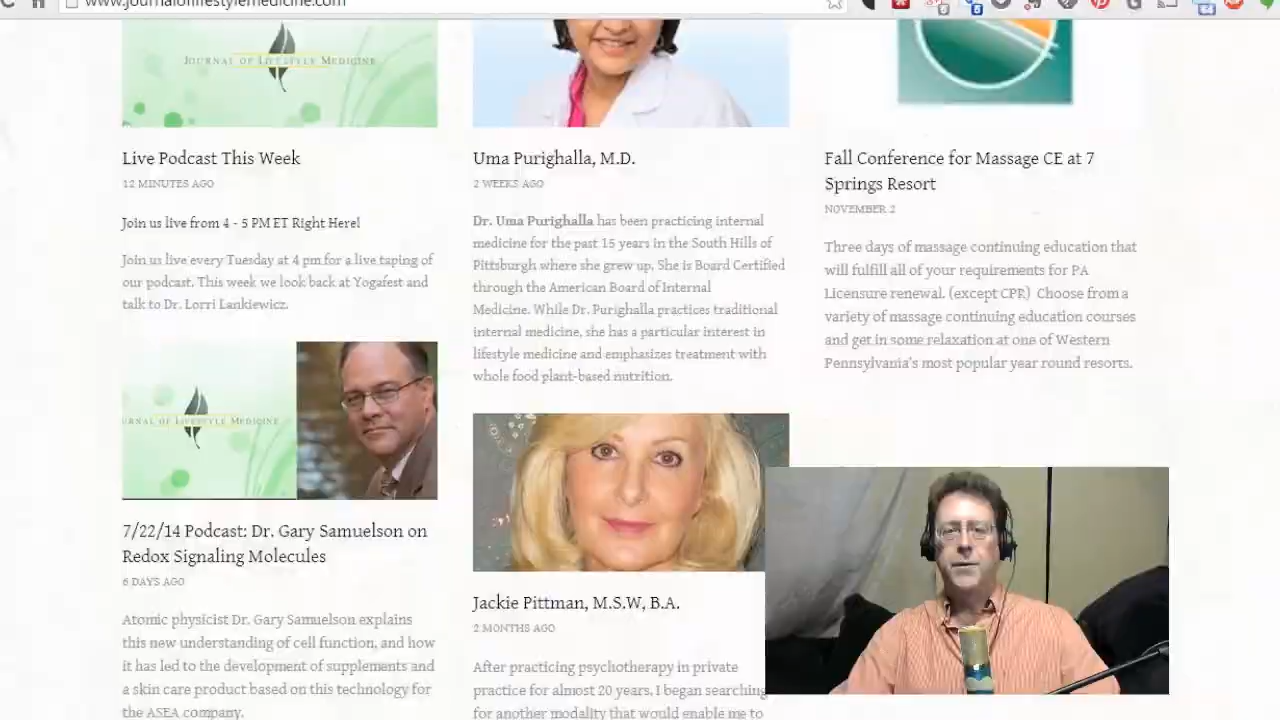 www.journaloflifestylemedicine.com
JOURNAL OF LIFESTYLE MEDICINE
Live Podcast This Week
12 MINUTES AGO
Join us live from 4 - 5 PM ET Right Here!
Join us live every Tuesday at 4 pm for a live taping of
our podcast. This week we look back at Yogafest and
talk to Dr. Lorri Lankiewicz.
URNAL OF LIFESTYLE MEDICINE
7/22/14 Podcast: Dr. Gary Samuelson on
Redox Signaling Molecules
6 DAYS AGO
Atomic physicist Dr. Gary Samuelson explains
this new understanding of cell function, and how
it has led to the development of supplements and
a skin care product based on this technology for
the ASEA company.
Uma Purighalla, M.D.
2 WEEKS AGO
Dr. Uma Purighalla has been practicing internal
medicine for the past 15 years in the South Hills of
Pittsburgh where she grew up. She is Board Certified
through the American Board of Internal
Medicine. While Dr. Purighalla practices traditional
internal medicine, she has a particular interest in
lifestyle medicine and emphasizes treatment with
whole food plant-based nutrition.
Jackie Pittman, M.S.W, B.A.
2 MONTHS AGO
After practicing psychotherapy in private
practice for almost 20 years, I began searching
for another modality that would enable me to
Fall Conference for Massage CE at 7
Springs Resort
NOVEMBER 2
Three days of massage continuing education that
will fulfill all of your requirements for PA
Licensure renewal. (except CPR) Choose from a
variety of massage continuing education courses
and get in some relaxation at one of Western
Pennsylvania's most popular year round resorts.